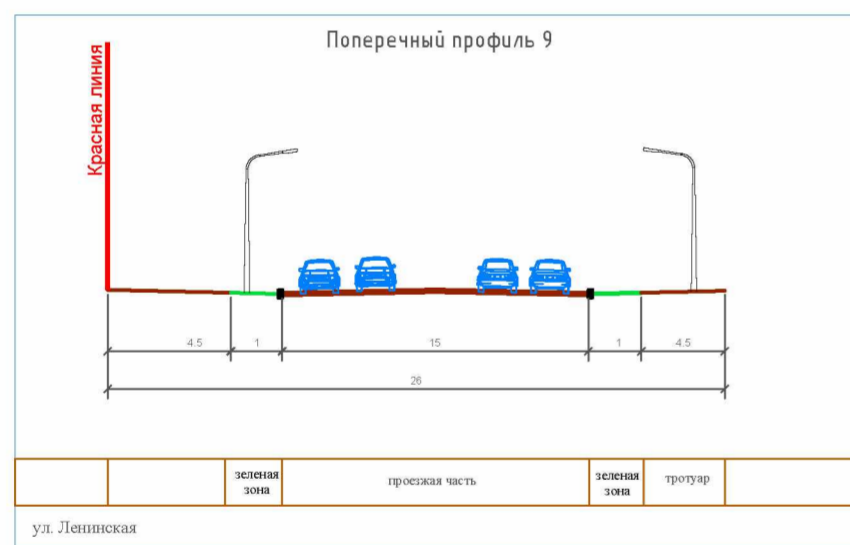 Поперечный профиль 9
Красная линия
4.5
1
15
1
4.5
26
зеленая
зона
проезжая часть
зеленая
зона
тротуар
ул. Ленинская